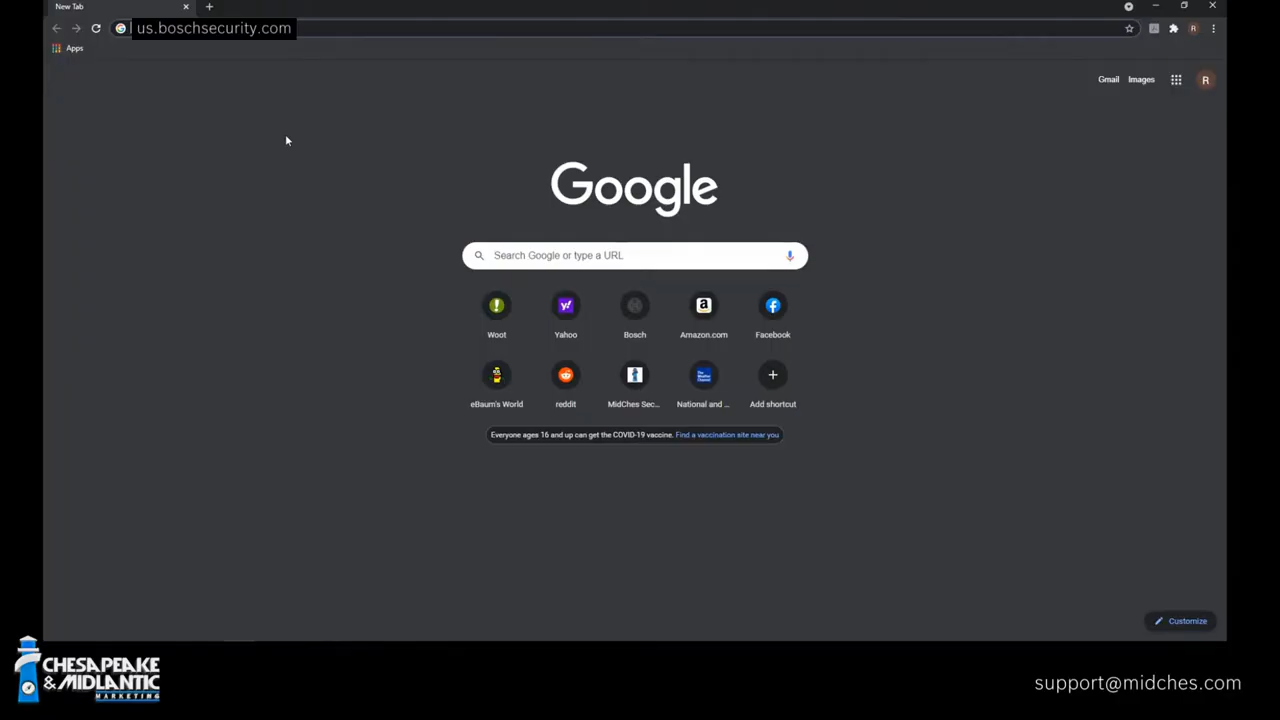 New Tab
us.boschsecurity.com
R
Apps
Gmail Images
R
Google
Search Google or type a URL
Woot Yahoo Bosch Amazon.com Facebook
eBaum's World reddit MidChes Sec... National and ... Add shortcut
Everyone ages 16 and up can get the COVID-19 vaccine. Find a vaccination site near you
Customize
CHESAPEAKE
& MIDLANTIC
MARKETING
support@midches.com